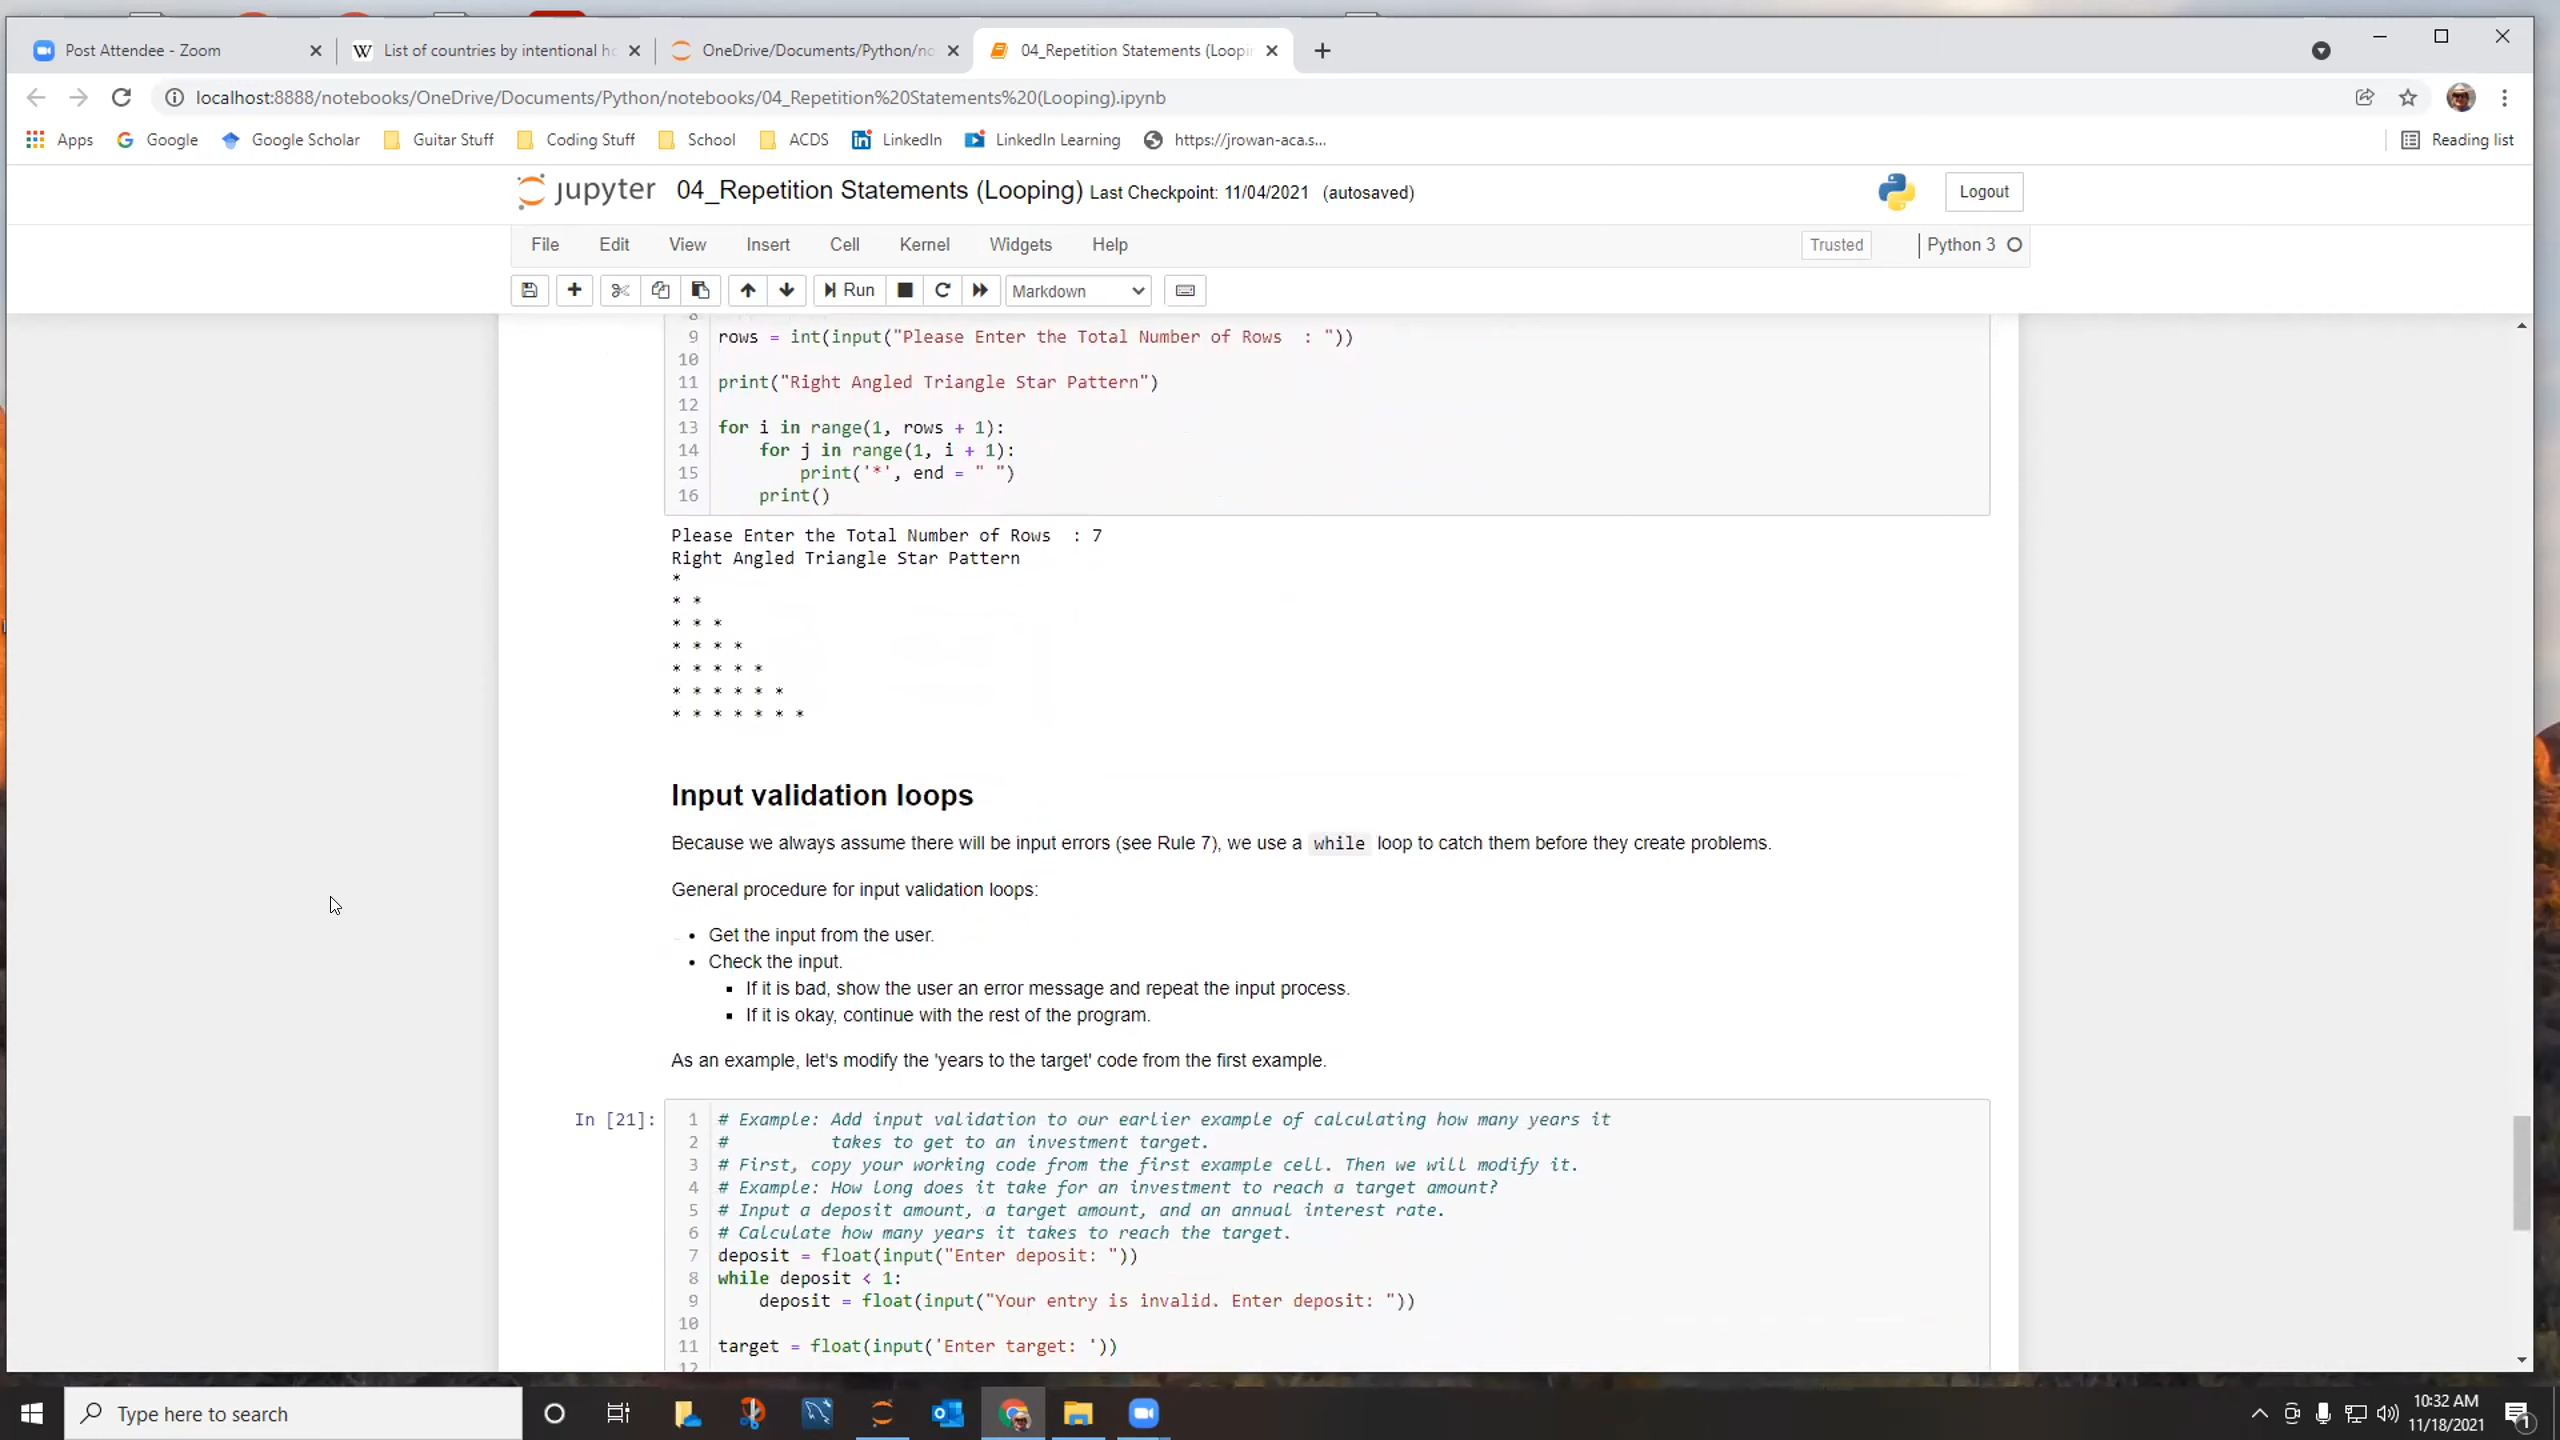 Post Attendee - Zoom
List of countries by intentional ho
OneDrive/Documents/Python/no
04_Repetition Statements (Loopin
localhost:8888/notebooks/OneDrive/Documents/Python/notebooks/04_Repetition%20Statements%20(Looping).ipynb
Apps
Google
Google Scholar
Guitar Stuff
Coding Stuff
School
ACDS
LinkedIn
LinkedIn Learning
https://jrowan-aca.s...
Reading list
jupyter 04_Repetition Statements (Looping) Last Checkpoint: 11/04/2021 (autosaved)
Logout
File Edit View Insert Cell Kernel Widgets Help
Trusted
Python 3
Run
Markdown
8
9 rows = int(input("Please Enter the Total Number of Rows  : "))
10
11 print("Right Angled Triangle Star Pattern")
12
13 for i in range(1, rows + 1):
14     for j in range(1, i + 1):
15         print('*', end = " ")
16     print()
Please Enter the Total Number of Rows  : 7
Right Angled Triangle Star Pattern
*
* *
* * *
* * * *
* * * * *
* * * * * *
* * * * * * *
Input validation loops
Because we always assume there will be input errors (see Rule 7), we use a while loop to catch them before they create problems.
General procedure for input validation loops:
• Get the input from the user.
• Check the input.
▪ If it is bad, show the user an error message and repeat the input process.
▪ If it is okay, continue with the rest of the program.
As an example, let's modify the 'years to the target' code from the first example.
In [21]:
1 # Example: Add input validation to our earlier example of calculating how many years it
2 #          takes to get to an investment target.
3 # First, copy your working code from the first example cell. Then we will modify it.
4 # Example: How long does it take for an investment to reach a target amount?
5 # Input a deposit amount, a target amount, and an annual interest rate.
6 # Calculate how many years it takes to reach the target.
7 deposit = float(input("Enter deposit: "))
8 while deposit < 1:
9     deposit = float(input("Your entry is invalid. Enter deposit: "))
10
11 target = float(input('Enter target: '))
12
Type here to search
10:32 AM
11/18/2021
1